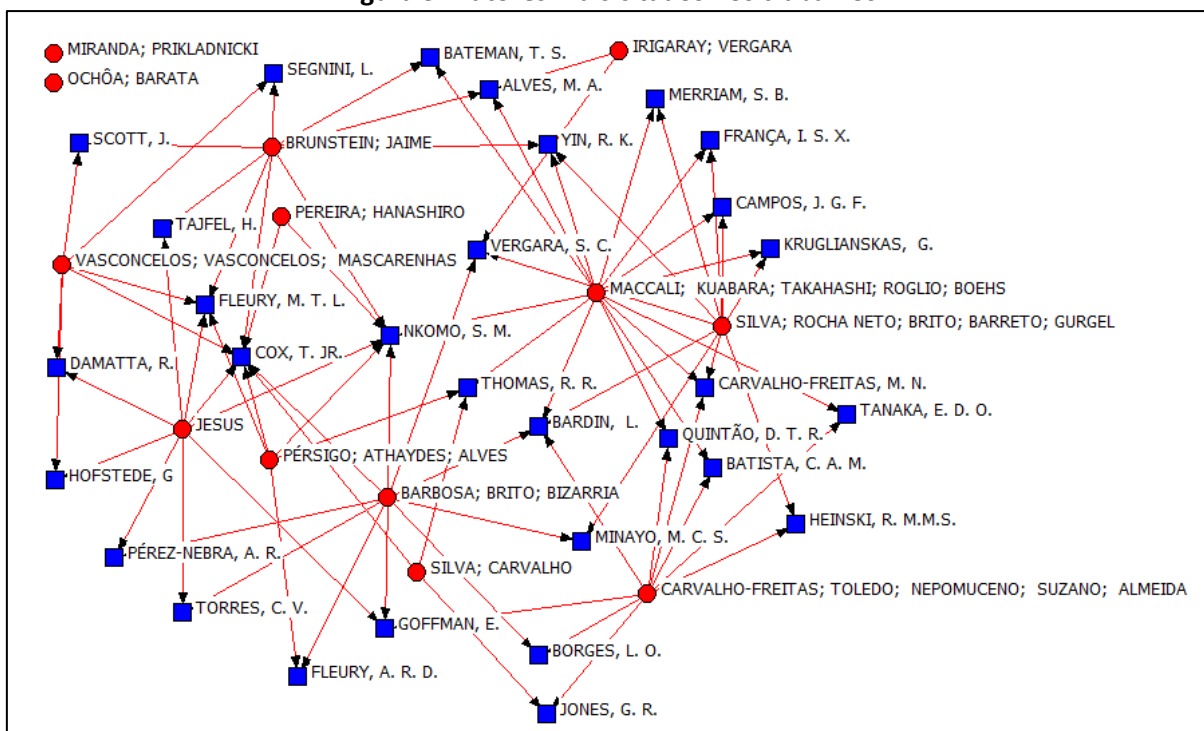 MIRANDA; PRIKLADNICKI
OCHÔA; BARATA
SEGNINI, L.
BATEMAN, T. S.
IRIGARAY; VERGARA
ALVES, M. A.
MERRIAM, S. B.
SCOTT, J.
BRUNSTEIN; JAIME
YIN, R. K.
FRANÇA, I. S. X.
PEREIRA; HANASHIRO
CAMPOS, J. G. F.
TAJFEL, H.
VERGARA, S. C.
KRUGLIANSKAS, G.
VASCONCELOS; VASCONCELOS; MASCARENHAS
MACCALI; KUABARA; TAKAHASHI; ROGLIO; BOEHS
FLEURY, M. T. L.
NKOMO, S. M.
SILVA; ROCHA NETO; BRITO; BARRETO; GURGEL
DAMATTA, R.
COX, T. JR.
THOMAS, R. R.
CARVALHO-FREITAS, M. N.
TANAKA, E. D. O.
JESUS
BARDIN, L.
QUINTÃO, D. T. R.
PÉRSIGO; ATHAYDES; ALVES
BATISTA, C. A. M.
HOFSTEDE, G
BARBOSA; BRITO; BIZARRIA
HEINSKI, R. M.M.S.
PÉREZ-NEBRA, A. R.
MINAYO, M. C. S.
SILVA; CARVALHO
CARVALHO-FREITAS; TOLEDO; NEPOMUCENO; SUZANO; ALMEIDA
TORRES, C. V.
GOFFMAN, E.
BORGES, L. O.
FLEURY, A. R. D.
JONES, G. R.